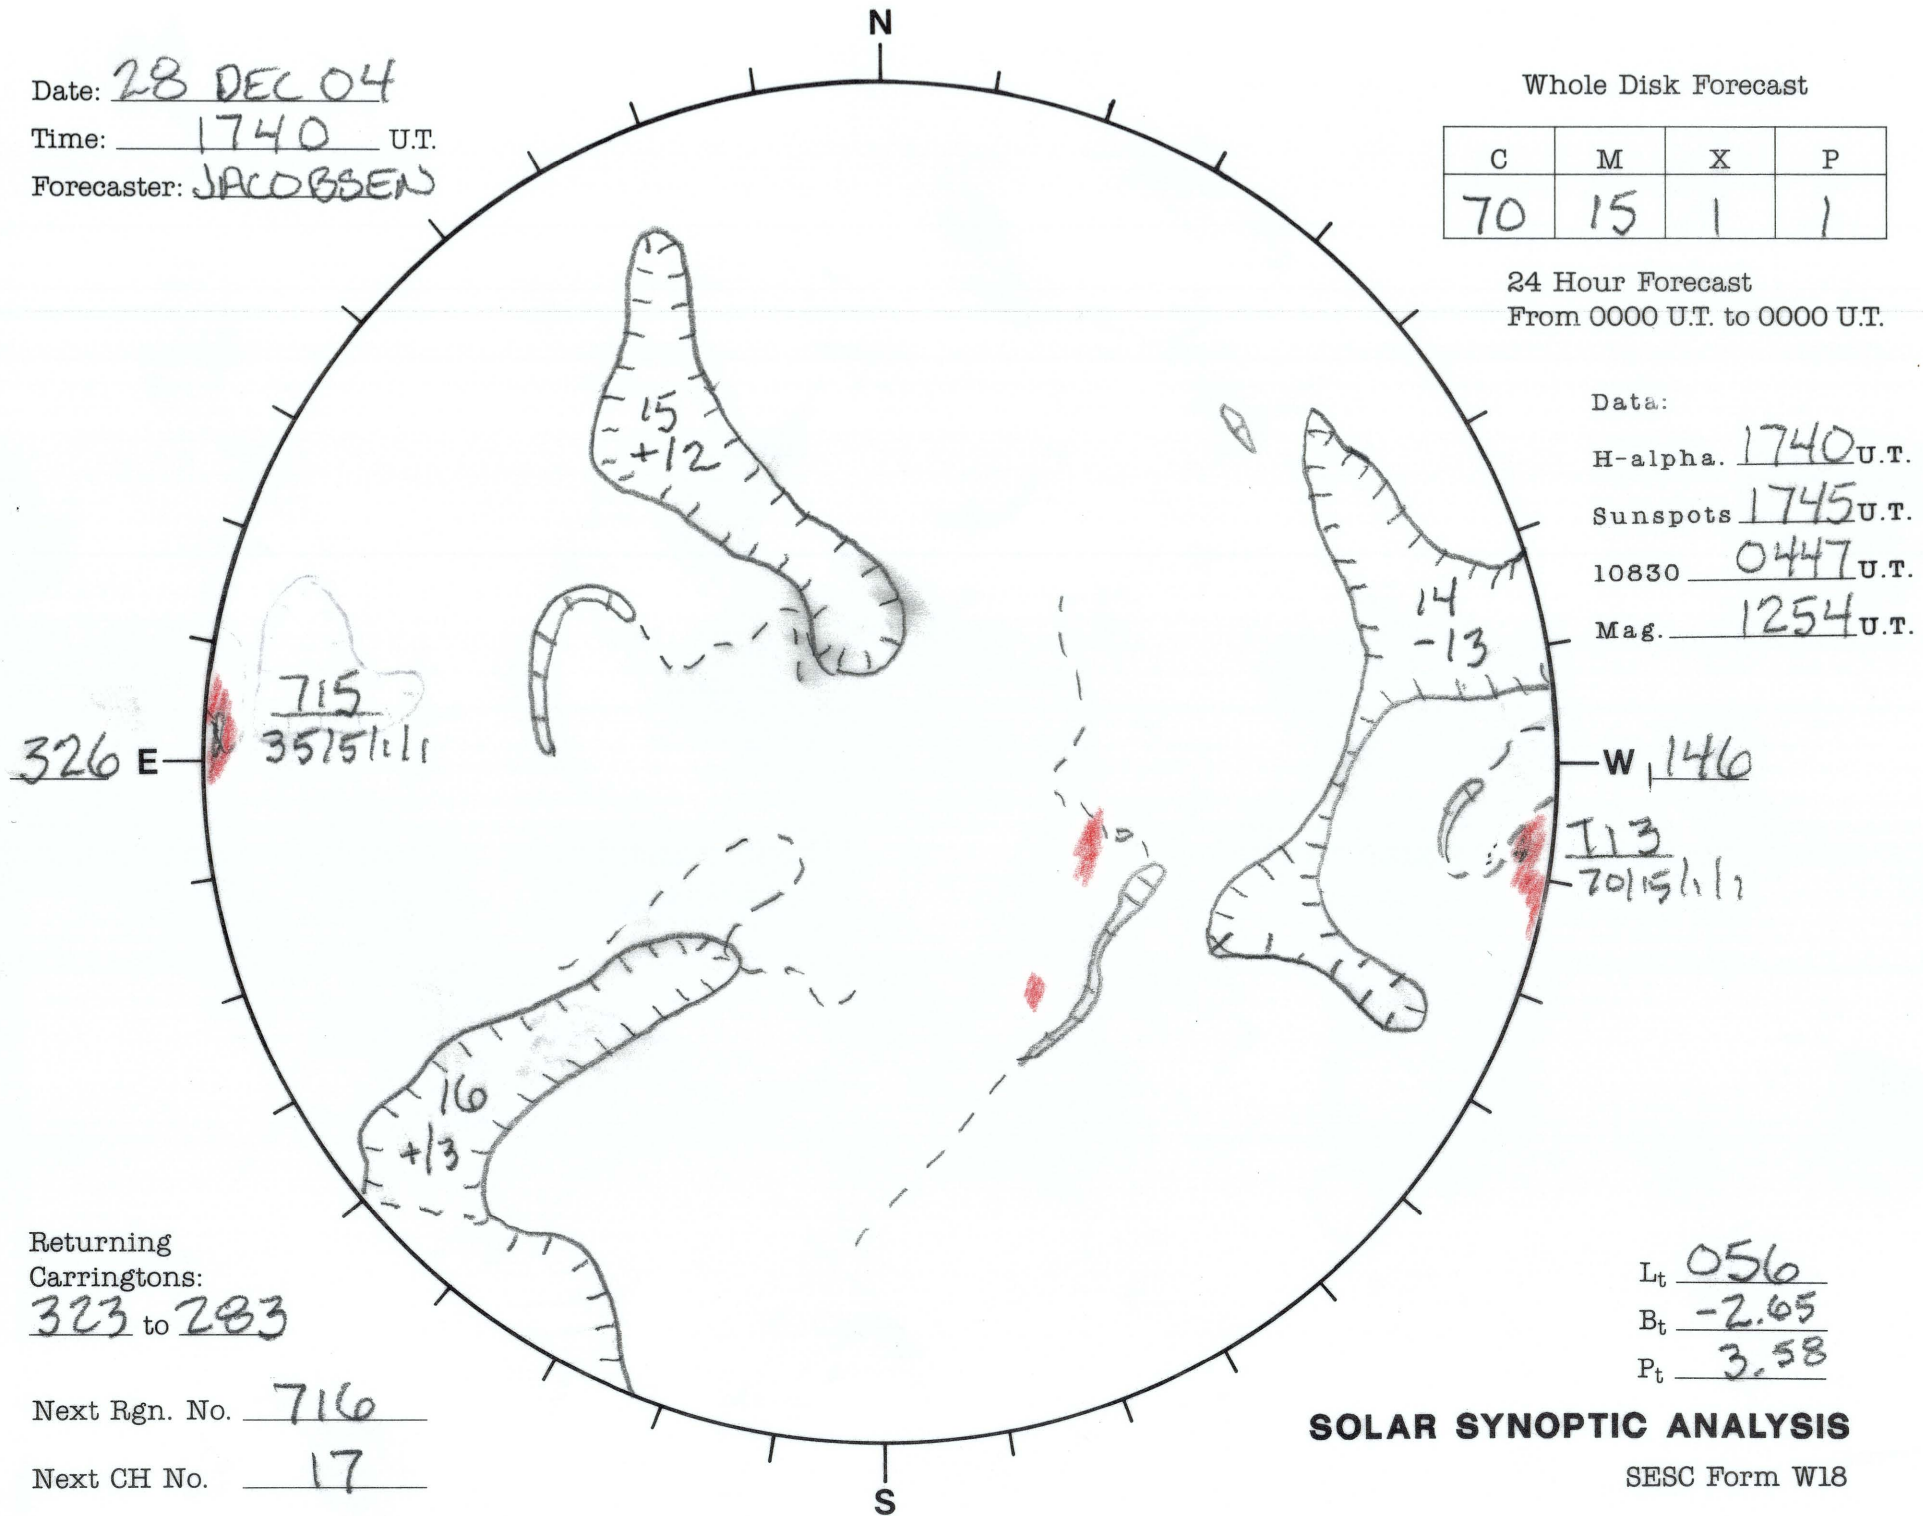 N
Date: 28 DEC 04
Time: 1740 U.T.
Forecaster: JACOBSEN
Whole Disk Forecast
C M X P
70 15 1 1
24 Hour Forecast
From 0000 U.T. to 0000 U.T.
Data:
H-alpha. 1740 U.T.
Sunspots 1745 U.T.
10830 0447 U.T.
Mag. 1254 U.T.
15
+12
14
-13
715
35/5/1/1
326 E
W 146
713
70/15/1/1
16
+13
Returning
Carringtons:
323 to 283
Next Rgn. No. 716
Next CH No. 17
Lt 056
Bt -2.65
Pt 3.58
SOLAR SYNOPTIC ANALYSIS
SESC Form W18
S